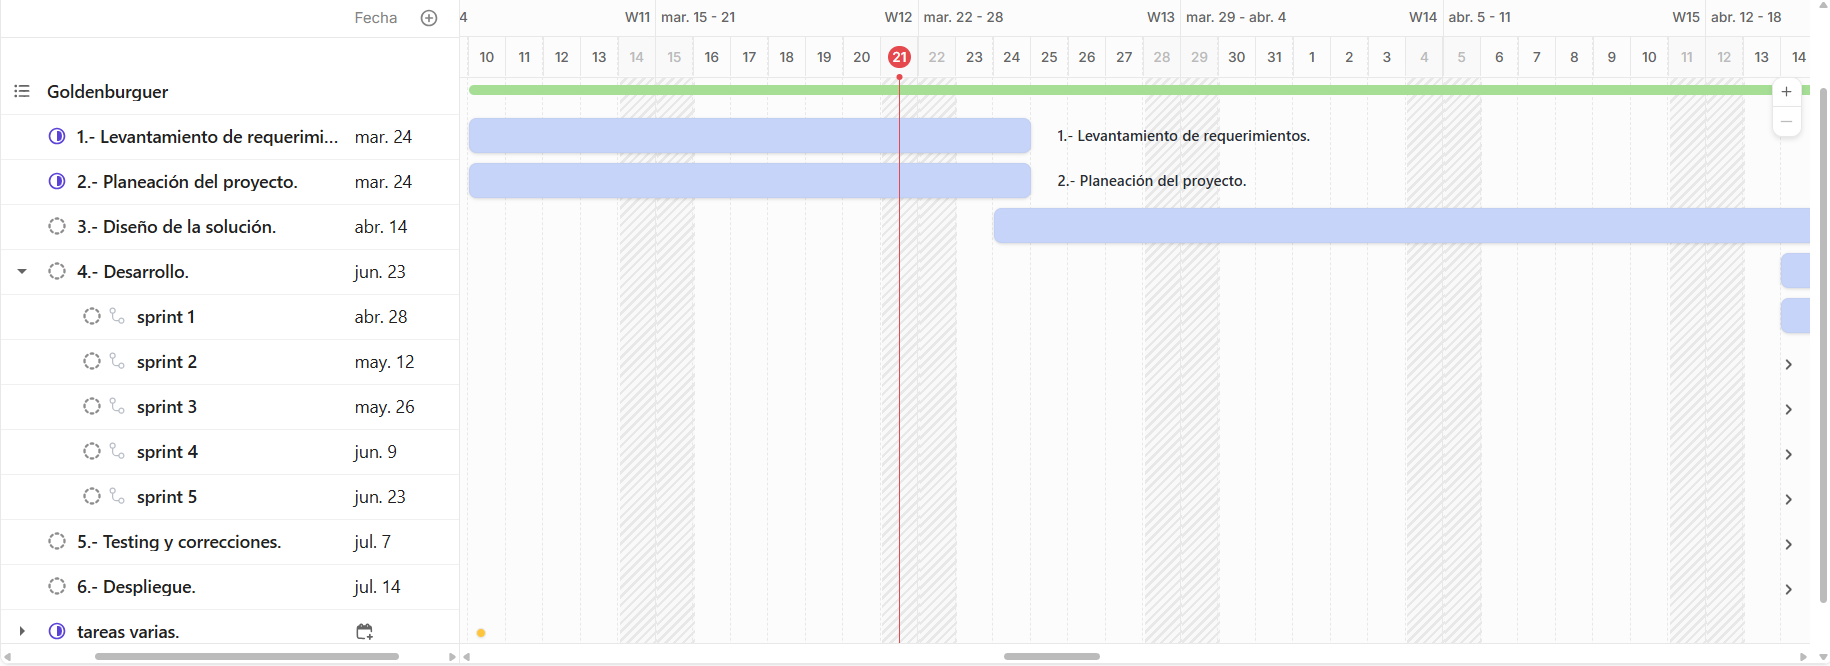 Fecha
4 W11 mar. 15 - 21 W12 mar. 22 - 28 W13 mar. 29 - abr. 4 W14 abr. 5 - 11 W15 abr. 12 - 18
10 11 12 13 14 15 16 17 18 19 20 21 22 23 24 25 26 27 28 29 30 31 1 2 3 4 5 6 7 8 9 10 11 12 13 14
Goldenburguer
1.- Levantamiento de requerimi... mar. 24 1.- Levantamiento de requerimientos.
2.- Planeación del proyecto. mar. 24 2.- Planeación del proyecto.
3.- Diseño de la solución. abr. 14
4.- Desarrollo. jun. 23
sprint 1 abr. 28
sprint 2 may. 12
sprint 3 may. 26
sprint 4 jun. 9
sprint 5 jun. 23
5.- Testing y correcciones. jul. 7
6.- Despliegue. jul. 14
tareas varias.